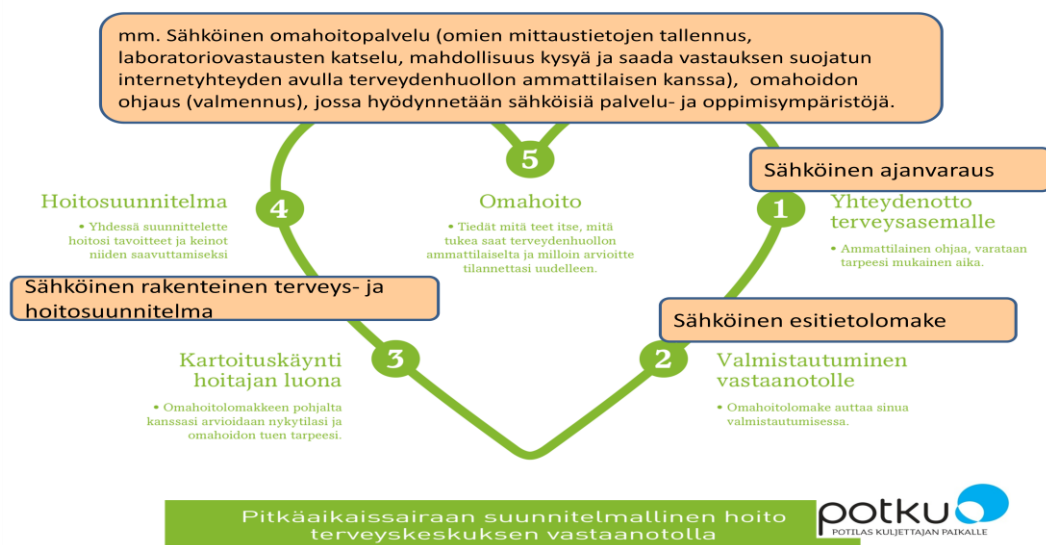 mm. Sähköinen omahoitopalvelu (omien mittaustietojen tallennus,
laboratoriovastausten katselu, mahdollisuus kysyä ja saada vastauksen suojatun
internetyhteyden avulla terveydenhuollon ammattilaisen kanssa), omahoidon
ohjaus (valmennus), jossa hyödynnetään sähköisiä palvelu- ja oppimisympäristöjä.
5
Omahoito
• Tiedät mitä teet itse, mitä
tukea saat terveydenhuollon
ammattilaiselta ja milloin arvioitte
tilannettasi uudelleen.
Sähköinen ajanvaraus
1
Yhteydenotto
terveysasemalle
• Ammattilainen ohjaa, varataan
tarpeesi mukainen aika.
Hoitosuunnitelma
4
• Yhdessä suunnittelette
hoitosi tavoitteet ja keinot
niiden saavuttamiseksi
Sähköinen rakenteinen terveys- ja
hoitosuunnitelma
Sähköinen esitietolomake
Kartoituskäynti
hoitajan luona
3
• Omahoitolomakkeen pohjalta
kanssasi arvioidaan nykytilasi ja
omahoidon tuen tarpeesi.
2
Valmistautuminen
vastaanotolle
• Omahoitolomake auttaa sinua
valmistautumisessa.
Pitkäaikaissairaan suunnitelmallinen hoito
terveyskeskuksen vastaanotolla
potku
POTILAS KULJETTAJAN PAIKALLE